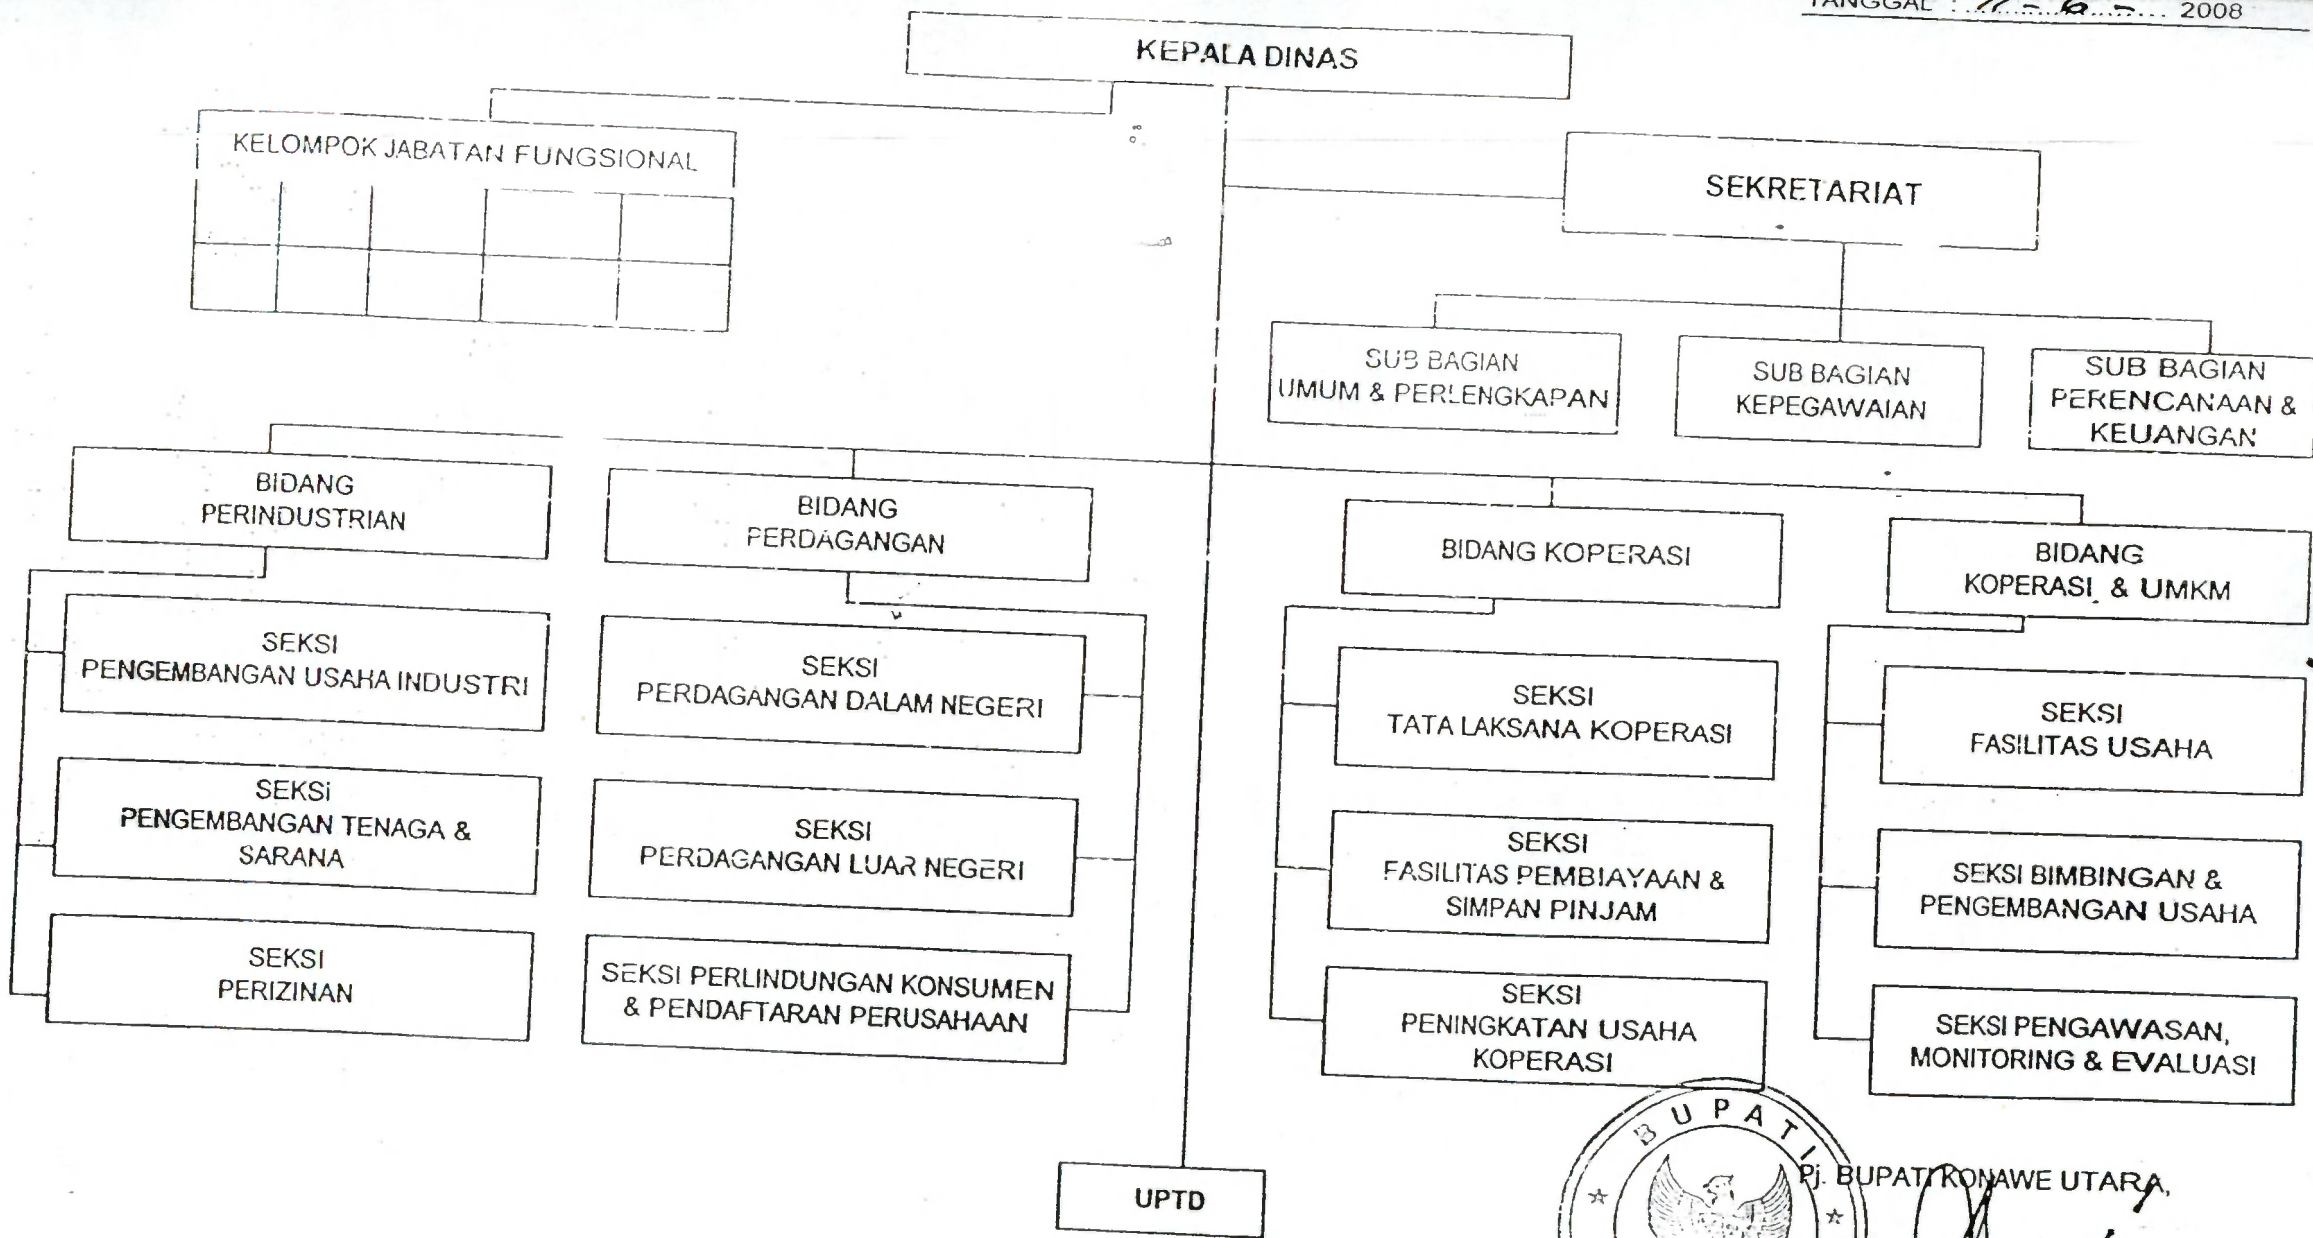 TANGGAL : 11 - 6 - 2008
KEPALA DINAS
KELOMPOK JABATAN FUNGSIONAL
SEKRETARIAT
SUB BAGIAN
UMUM & PERLENGKAPAN
SUB BAGIAN
KEPEGAWAIAN
SUB BAGIAN
PERENCANAAN &
KEUANGAN
BIDANG
PERINDUSTRIAN
BIDANG
PERDAGANGAN
BIDANG KOPERASI
BIDANG
KOPERASI & UMKM
SEKSI
PENGEMBANGAN USAHA INDUSTRI
SEKSI
PERDAGANGAN DALAM NEGERI
SEKSI
TATA LAKSANA KOPERASI
SEKSI
FASILITAS USAHA
SEKSI
PENGEMBANGAN TENAGA &
SARANA
SEKSI
PERDAGANGAN LUAR NEGERI
SEKSI
FASILITAS PEMBIAYAAN &
SIMPAN PINJAM
SEKSI BIMBINGAN &
PENGEMBANGAN USAHA
SEKSI
PERIZINAN
SEKSI PERLINDUNGAN KONSUMEN
& PENDAFTARAN PERUSAHAAN
SEKSI
PENINGKATAN USAHA
KOPERASI
SEKSI PENGAWASAN,
MONITORING & EVALUASI
UPTD
BUPATI
Pj. BUPATI KONAWE UTARA,